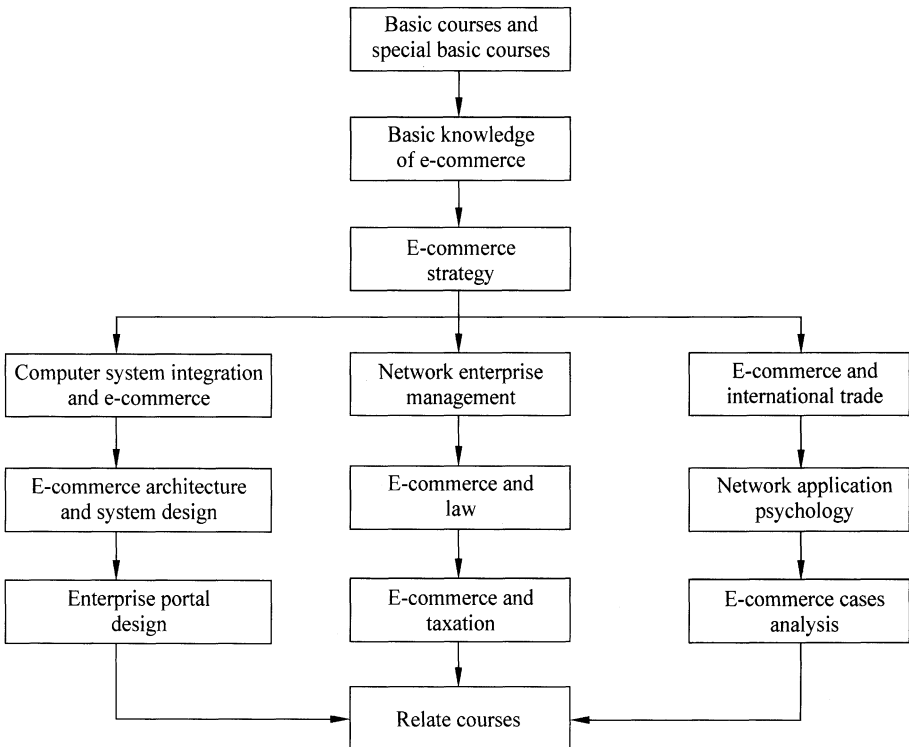 Basic courses and
special basic courses
Basic knowledge
of e-commerce
E-commerce
strategy
Computer system integration
and e-commerce
Network enterprise
management
E-commerce and
international trade
E-commerce architecture
and system design
E-commerce and
law
Network application
psychology
Enterprise portal
design
E-commerce and
taxation
E-commerce cases
analysis
Relate courses